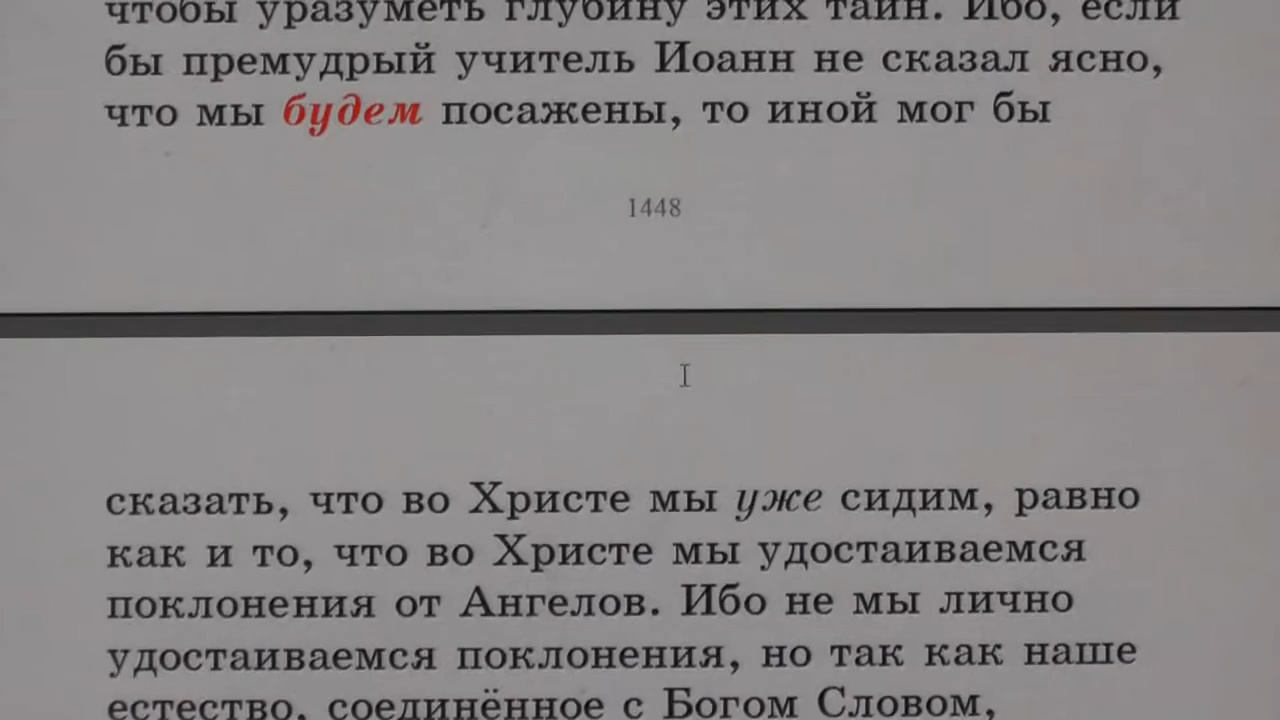 чтобы уразуметь глубину этих тайн. Ибо, если
бы премудрый учитель Иоанн не сказал ясно,
что мы будем посажены, то иной мог бы
1448
сказать, что во Христе мы уже сидим, равно
как и то, что во Христе мы удостаиваемся
поклонения от Ангелов. Ибо не мы лично
удостаиваемся поклонения, но так как наше
естество, соединённое с Богом Словом,